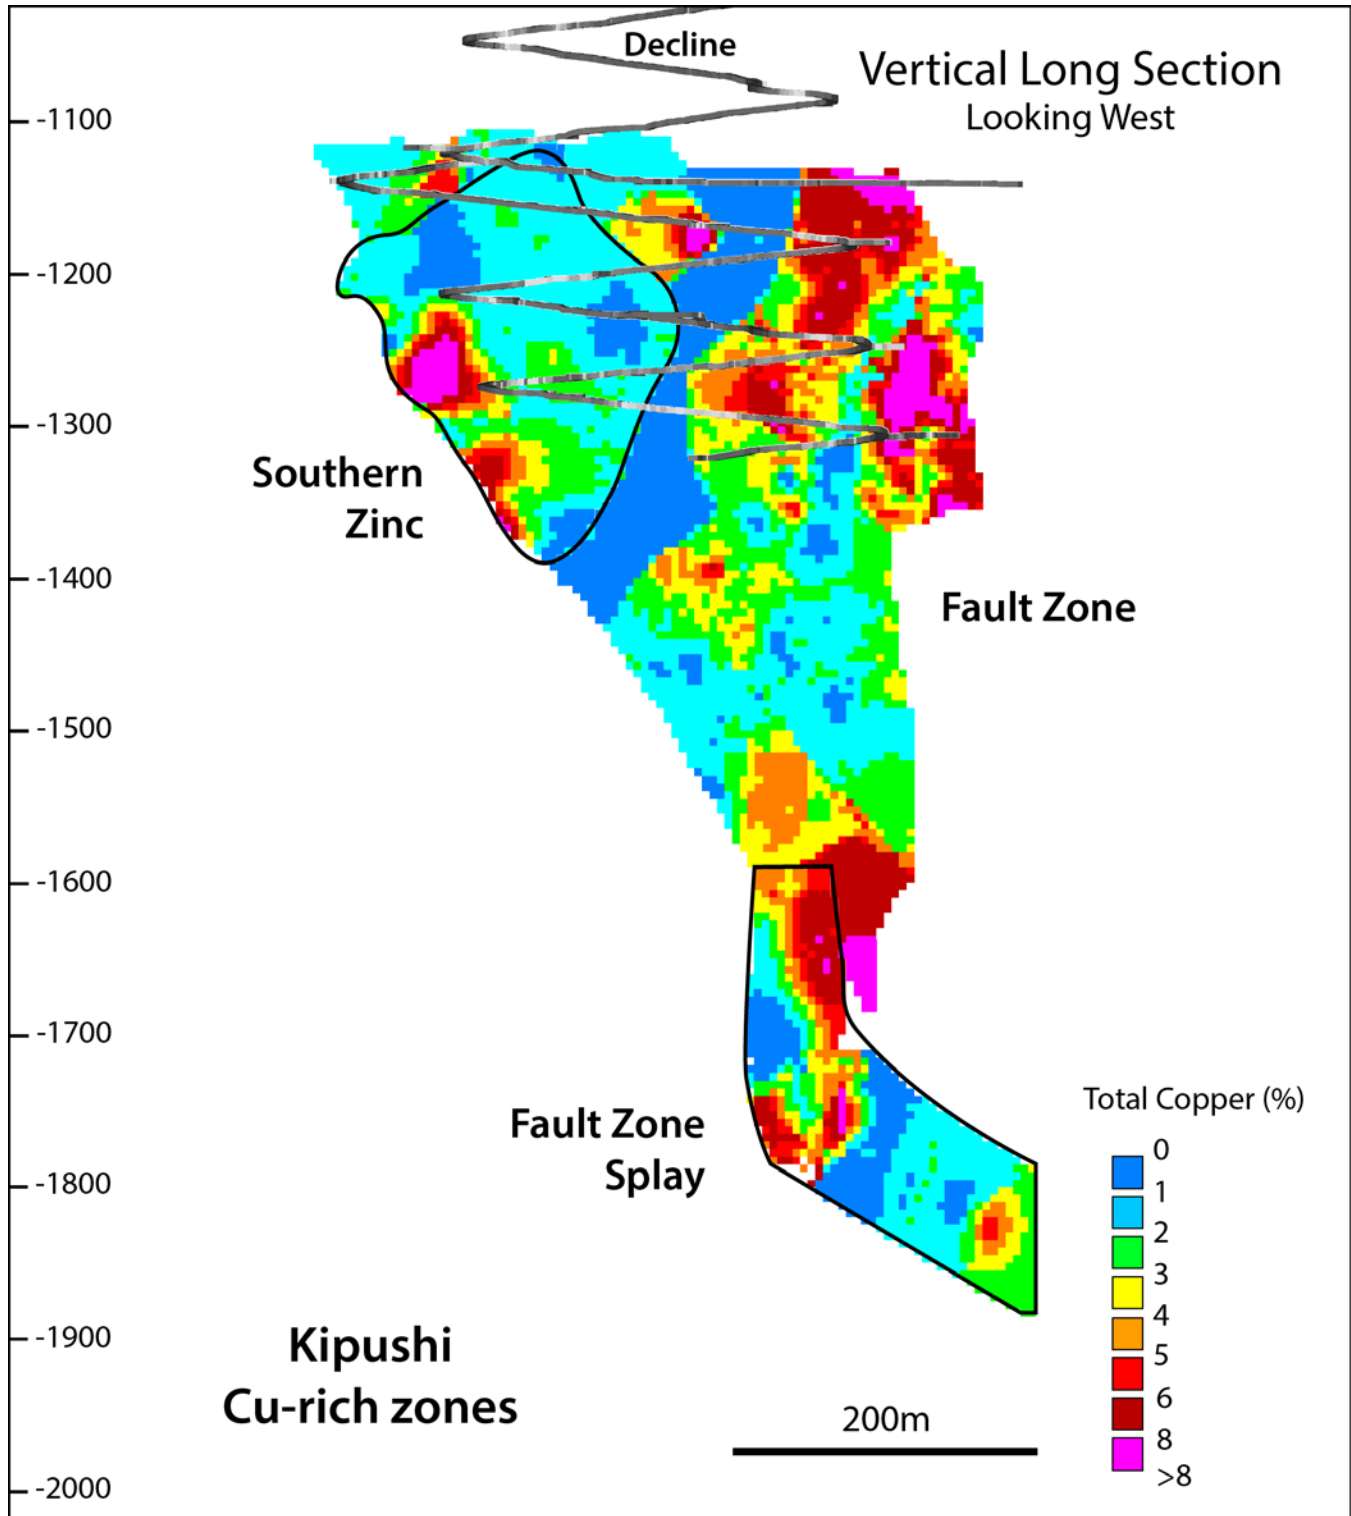 Decline
Vertical Long Section
Looking West
-1100
-1200
-1300
Southern
Zinc
-1400
Fault Zone
-1500
-1600
-1700
Fault Zone
Splay
-1800
Total Copper (%)
0
1
2
3
4
5
6
8
>8
-1900
Kipushi
Cu-rich zones
200m
-2000